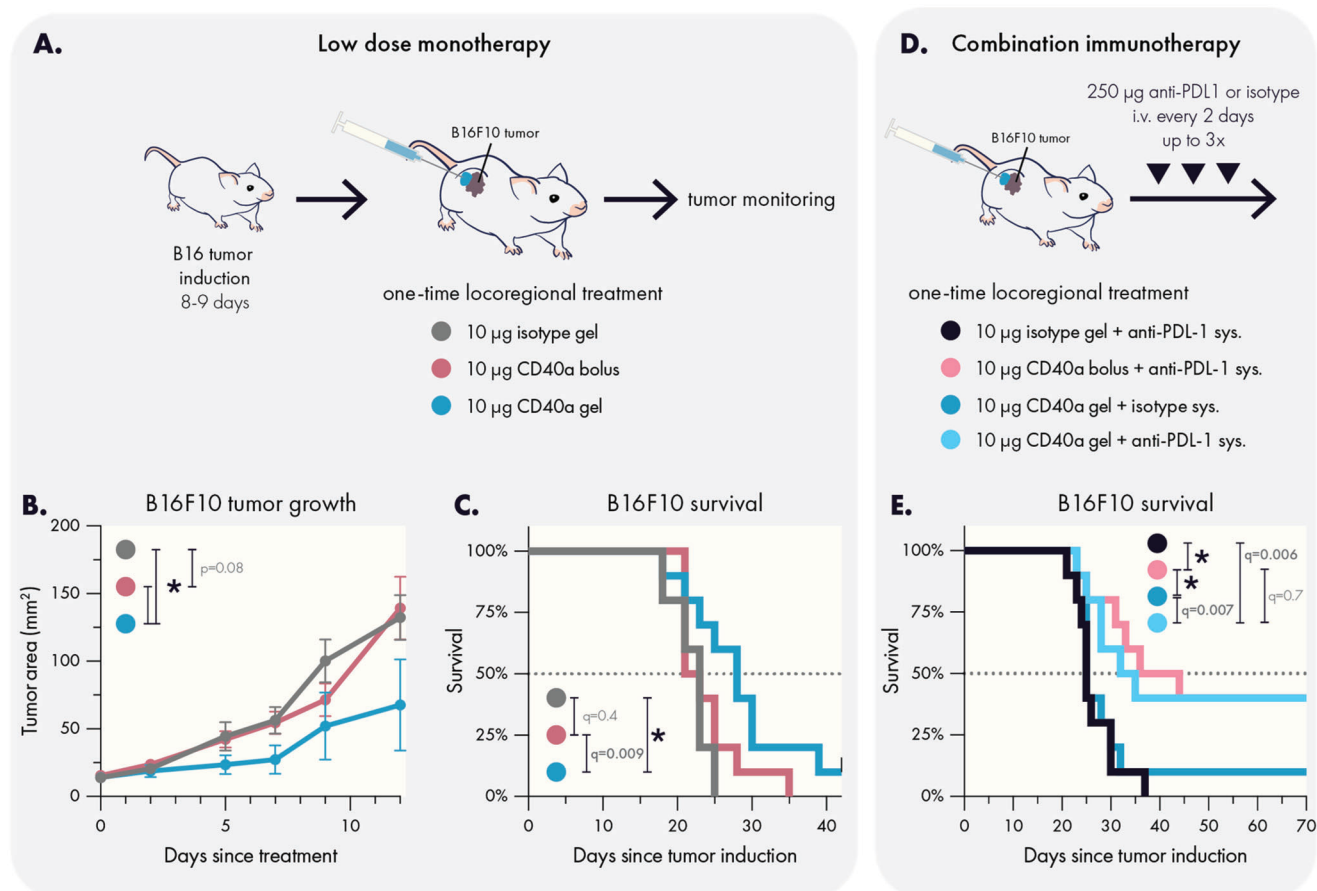 A.
Low dose monotherapy
B16F10 tumor
B16 tumor
induction
8-9 days
tumor monitoring
one-time locoregional treatment
10 µg isotype gel
10 µg CD40a bolus
10 µg CD40a gel
D.
Combination immunotherapy
250 µg anti-PDL1 or isotype
i.v. every 2 days
up to 3x
B16F10 tumor
one-time locoregional treatment
10 µg isotype gel + anti-PDL-1 sys.
10 µg CD40a bolus + anti-PDL-1 sys.
10 µg CD40a gel + isotype sys.
10 µg CD40a gel + anti-PDL-1 sys.
B.
B16F10 tumor growth
Tumor area (mm²)
200
150
100
50
0
*
p=0.08
0 5 10
Days since treatment
C.
B16F10 survival
Survival
100%
75%
50%
25%
0%
q=0.4
q=0.009
*
0 10 20 30 40
Days since tumor induction
E.
B16F10 survival
Survival
100%
75%
50%
25%
0%
*
*
q=0.007
q=0.006
q=0.7
0 10 20 30 40 50 60 70
Days since tumor induction